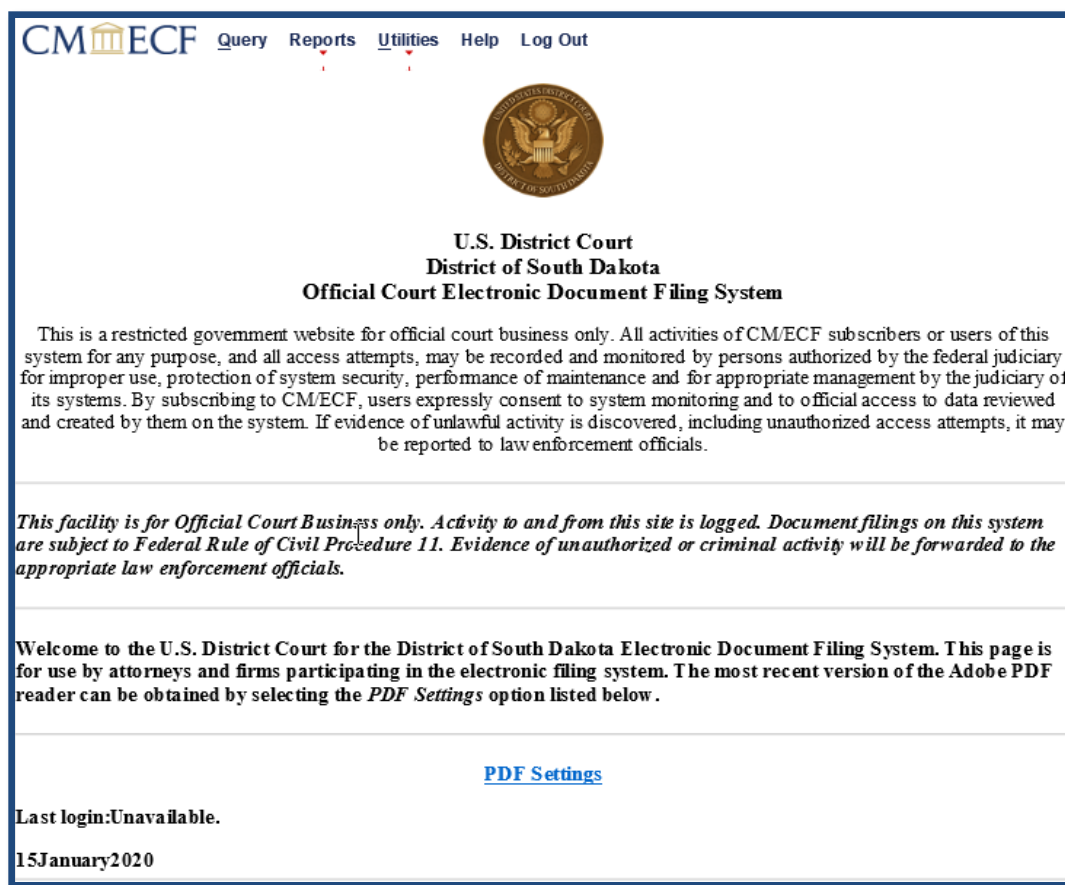 CM ECF Query Reports Utilities Help Log Out
UNITED STATES DISTRICT COURT
DISTRICT OF SOUTH DAKOTA
U.S. District Court
District of South Dakota
Official Court Electronic Document Filing System
This is a restricted government website for official court business only. All activities of CM/ECF subscribers or users of this
system for any purpose, and all access attempts, may be recorded and monitored by persons authorized by the federal judiciary
for improper use, protection of system security, performance of maintenance and for appropriate management by the judiciary of
its systems. By subscribing to CM/ECF, users expressly consent to system monitoring and to official access to data reviewed
and created by them on the system. If evidence of unlawful activity is discovered, including unauthorized access attempts, it may
be reported to law enforcement officials.
This facility is for Official Court Business only. Activity to and from this site is logged. Document filings on this system
are subject to Federal Rule of Civil Procedure 11. Evidence of unauthorized or criminal activity will be forwarded to the
appropriate law enforcement officials.
Welcome to the U.S. District Court for the District of South Dakota Electronic Document Filing System. This page is
for use by attorneys and firms participating in the electronic filing system. The most recent version of the Adobe PDF
reader can be obtained by selecting the PDF Settings option listed below.
PDF Settings
Last login:Unavailable.
15January2020